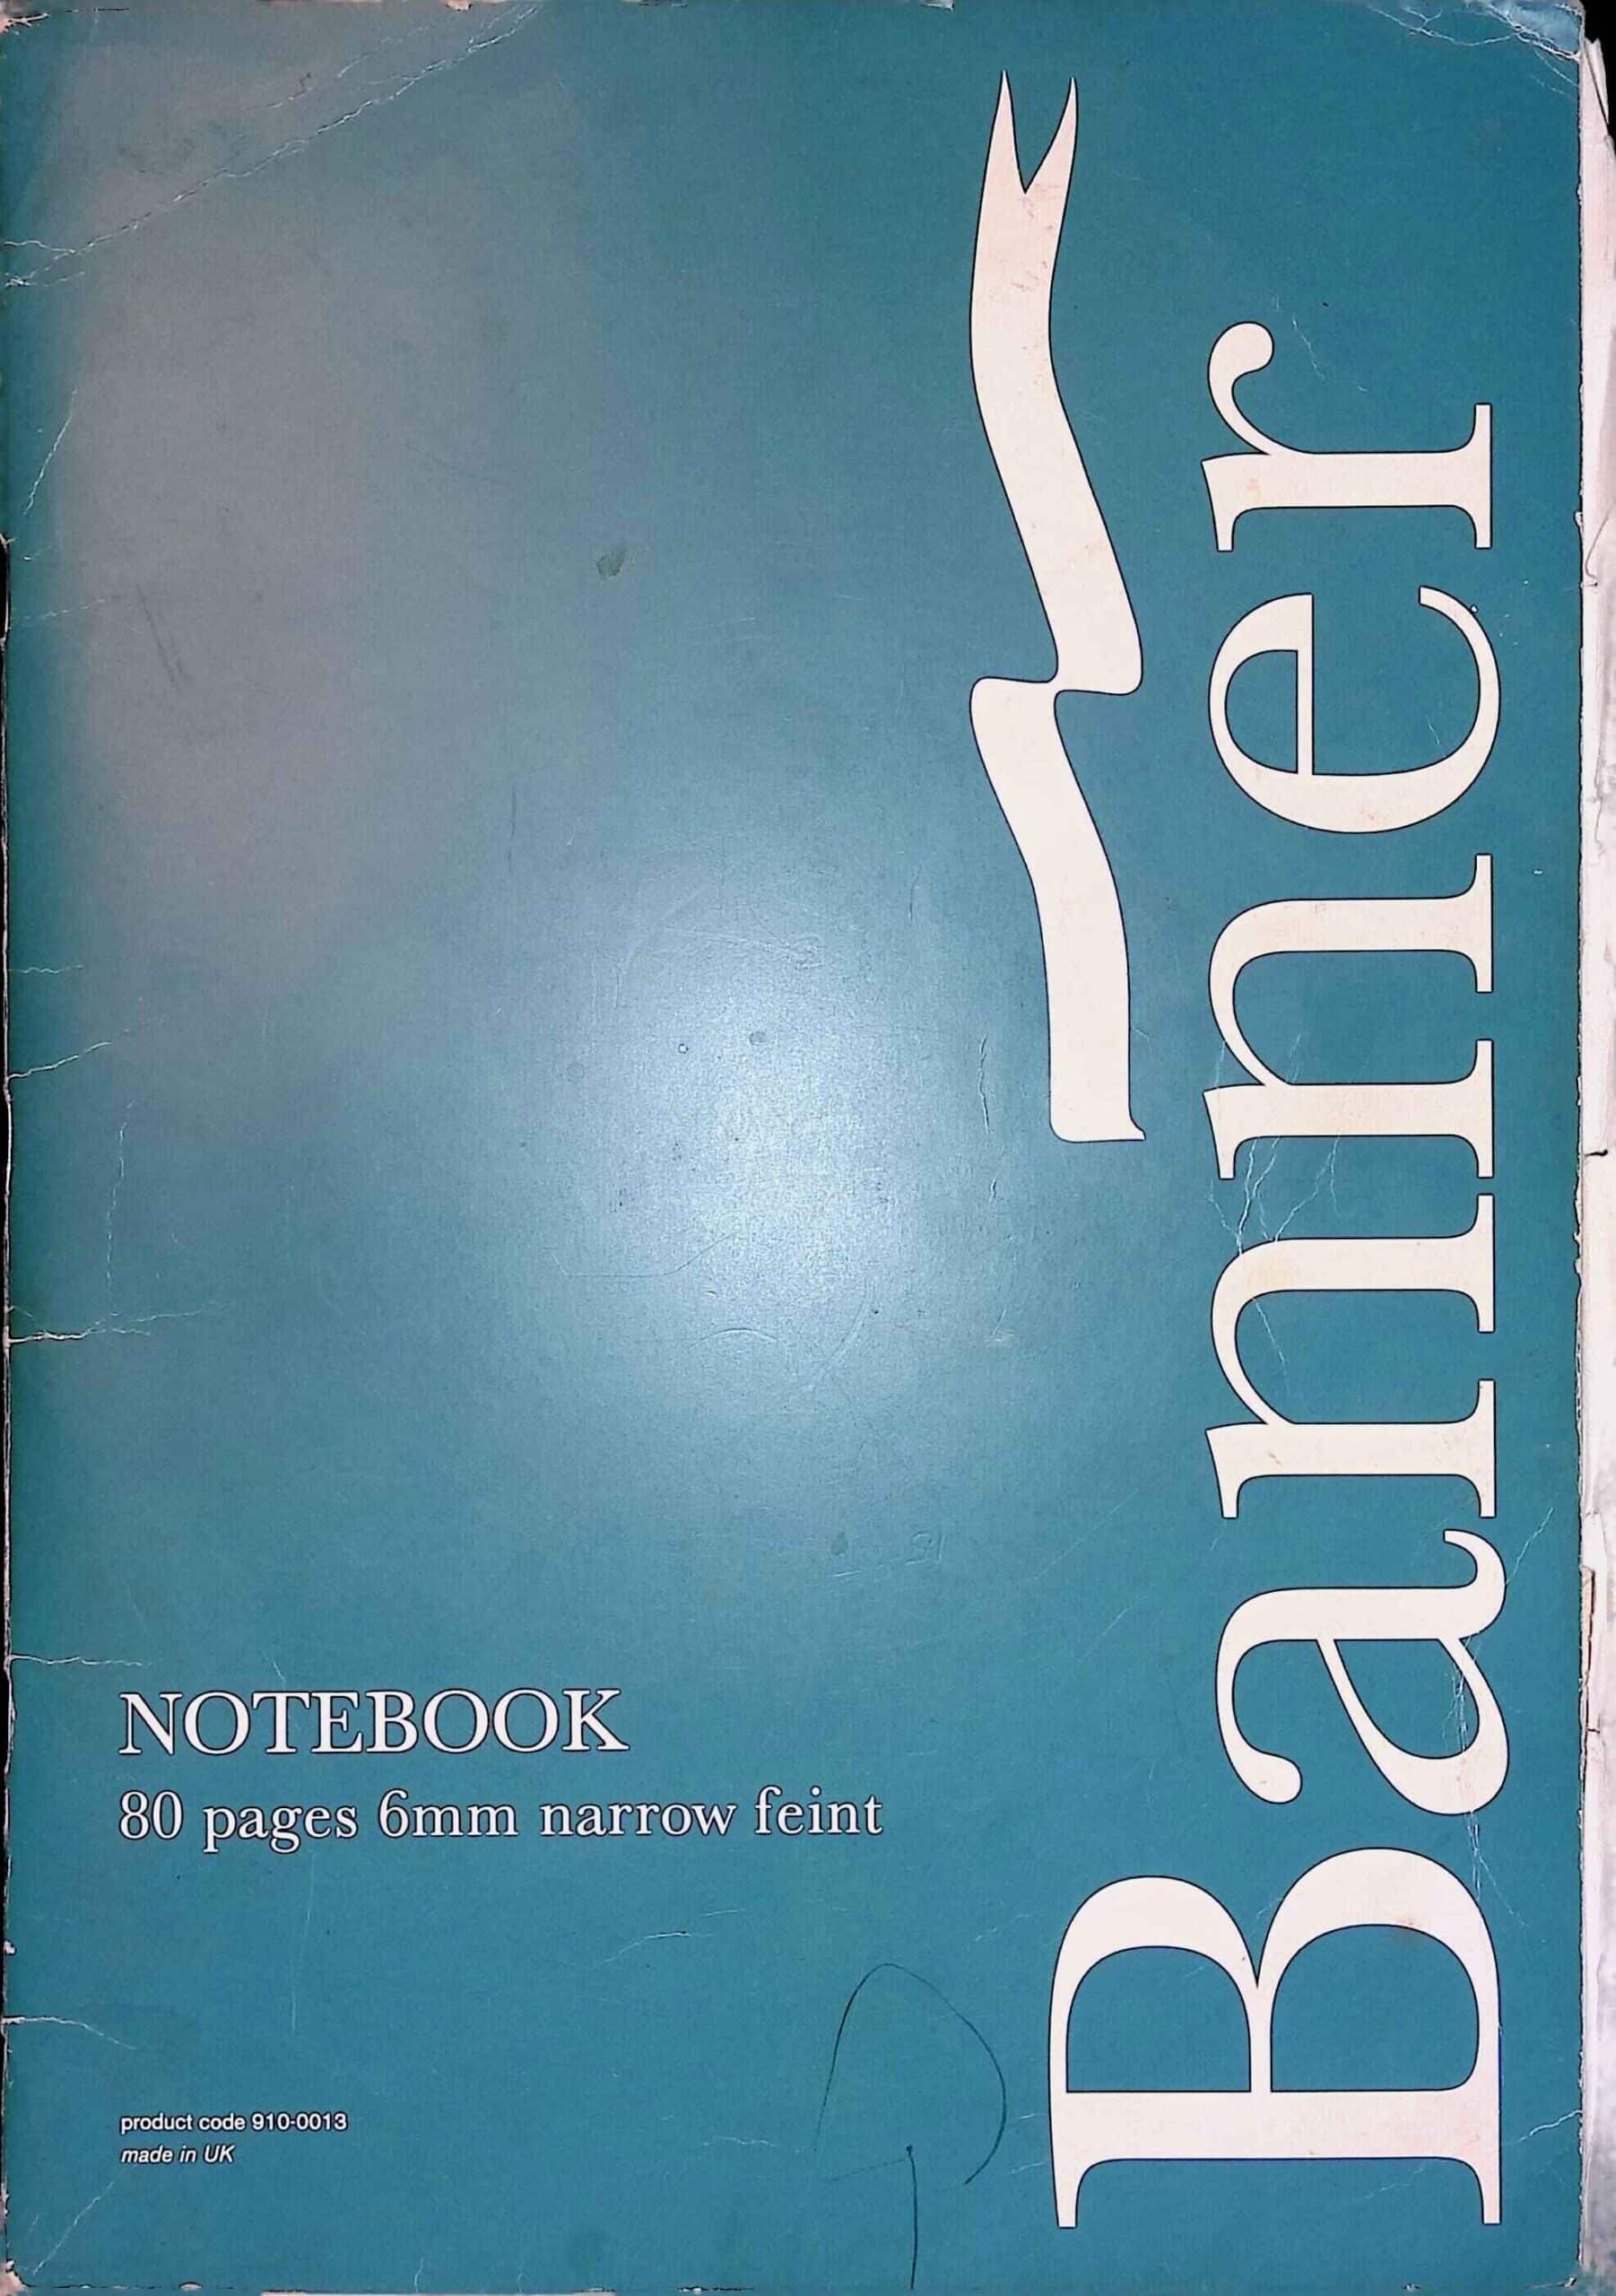 Banner
NOTEBOOK
80 pages 6mm narrow feint
product code 910-0013
made in UK